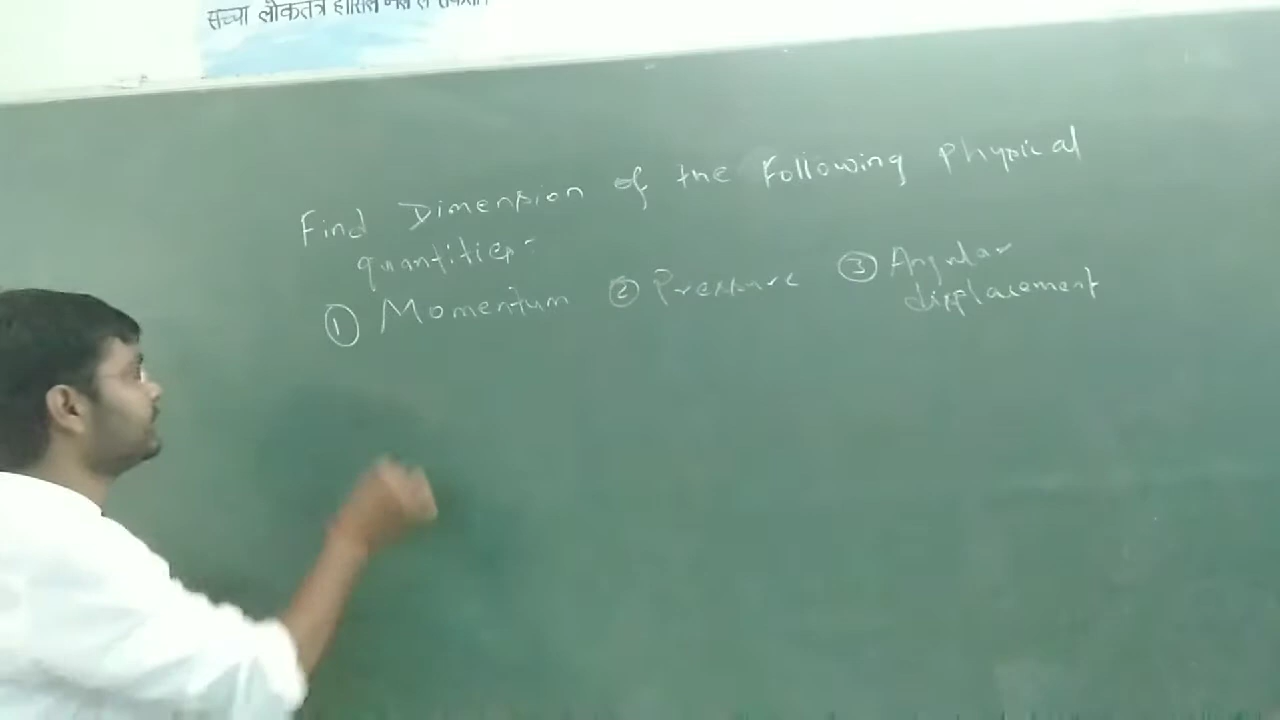 सच्चा लोकतंत्र हासिल
Find Dimension of the Following Physical
quantities:-
① Momentum ② Pressure ③ Angular
displacement